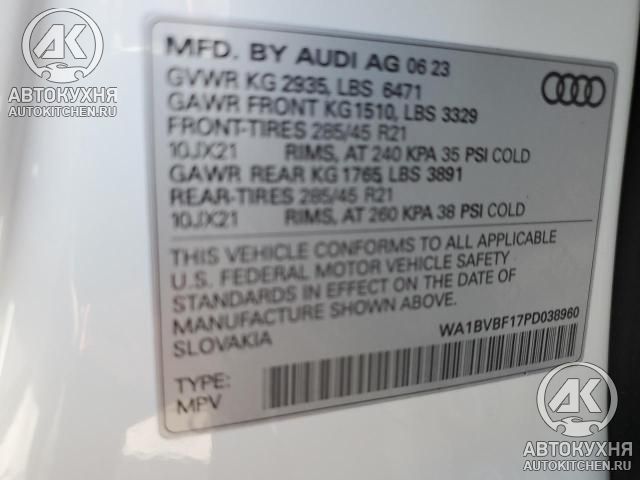 AK
АВТОКУХНЯ
AUTOKITCHEN.RU
MFD. BY AUDI AG 06 23
GVWR KG 2935, LBS 6471
GAWR FRONT KG1510, LBS 3329
FRONT-TIRES 285/45 R21
10JX21 RIMS, AT 240 KPA 35 PSI COLD
GAWR REAR KG1765, LBS 3891
REAR-TIRES 285/45 R21
10JX21 RIMS, AT 260 KPA 38 PSI COLD
THIS VEHICLE CONFORMS TO ALL APPLICABLE
U.S. FEDERAL MOTOR VEHICLE SAFETY
STANDARDS IN EFFECT ON THE DATE OF
MANUFACTURE SHOWN ABOVE.
SLOVAKIA
WA1BVBF17PD038960
TYPE:
MPV
AK
АВТОКУХНЯ
AUTOKITCHEN.RU